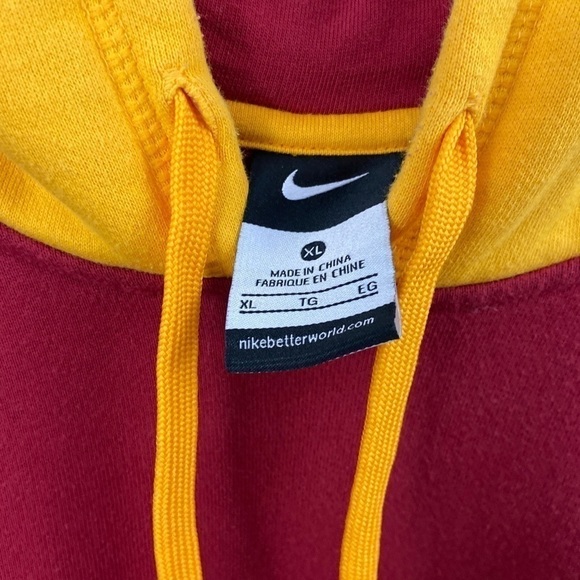 XL
MADE IN CHINA
FABRIQUE EN CHINE
XL TG EG
nikebetterworld.com